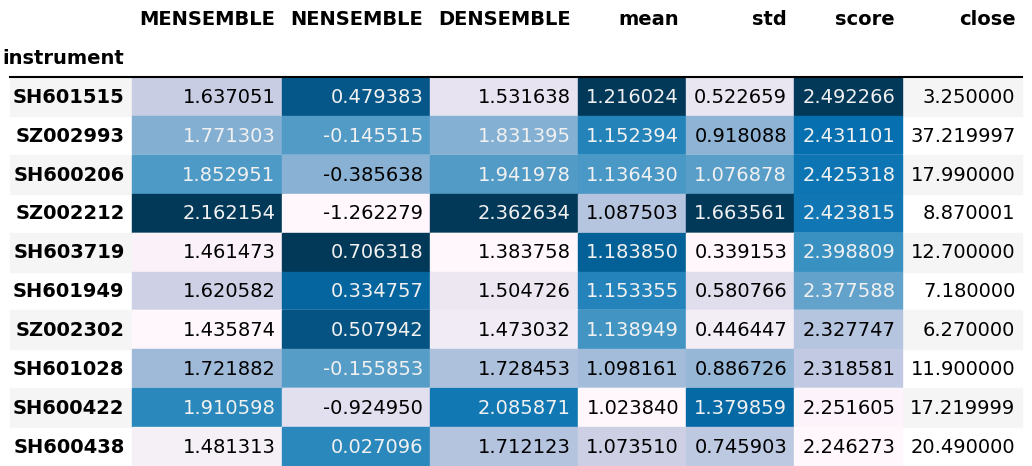 MENSEMBLE NENSEMBLE DENSEMBLE mean std score close
instrument
SH601515 1.637051 0.479383 1.531638 1.216024 0.522659 2.492266 3.250000
SZ002993 1.771303 -0.145515 1.831395 1.152394 0.918088 2.431101 37.219997
SH600206 1.852951 -0.385638 1.941978 1.136430 1.076878 2.425318 17.990000
SZ002212 2.162154 -1.262279 2.362634 1.087503 1.663561 2.423815 8.870001
SH603719 1.461473 0.706318 1.383758 1.183850 0.339153 2.398809 12.700000
SH601949 1.620582 0.334757 1.504726 1.153355 0.580766 2.377588 7.180000
SZ002302 1.435874 0.507942 1.473032 1.138949 0.446447 2.327747 6.270000
SH601028 1.721882 -0.155853 1.728453 1.098161 0.886726 2.318581 11.900000
SH600422 1.910598 -0.924950 2.085871 1.023840 1.379859 2.251605 17.219999
SH600438 1.481313 0.027096 1.712123 1.073510 0.745903 2.246273 20.490000